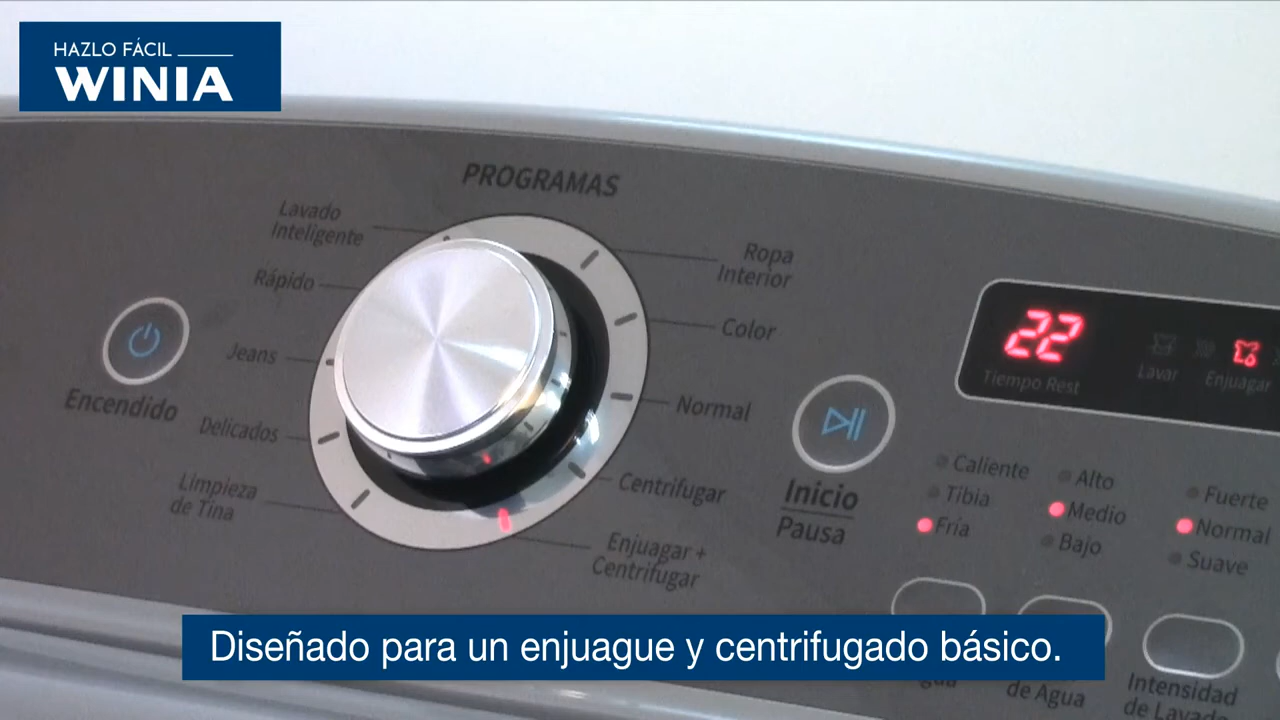 HAZLO FÁCIL
WINIA
PROGRAMAS
Lavado
Inteligente
Rápido
Jeans
Delicados
Limpieza
de Tina
Ropa
Interior
Color
Normal
Centrifugar
Enjuagar +
Centrifugar
Encendido
Inicio
Pausa
22
Tiempo Rest
Lavar
Enjuagar
Caliente
Tibia
Fría
Alto
Medio
Bajo
Fuerte
Normal
Suave
de Agua
Intensidad
Diseñado para un enjuague y centrifugado básico.